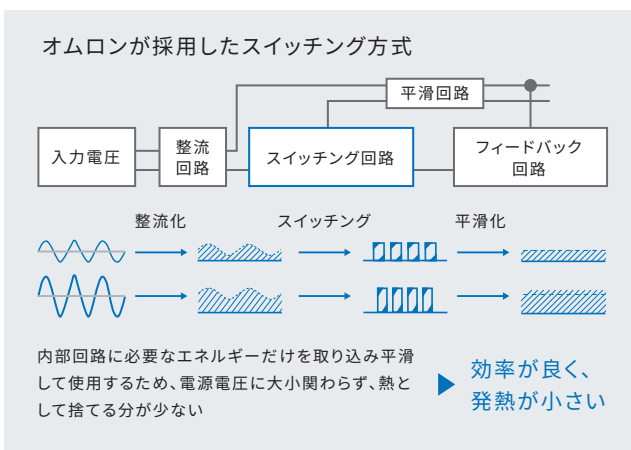 オムロンが採用したスイッチング方式
平滑回路
入力電圧
整流
回路
スイッチング回路
フィードバック
回路
整流化
スイッチング
平滑化
内部回路に必要なエネルギーだけを取り込み平滑
して使用するため、電源電圧に大小関わらず、熱と
して捨てる分が少ない
効率が良く、
発熱が小さい